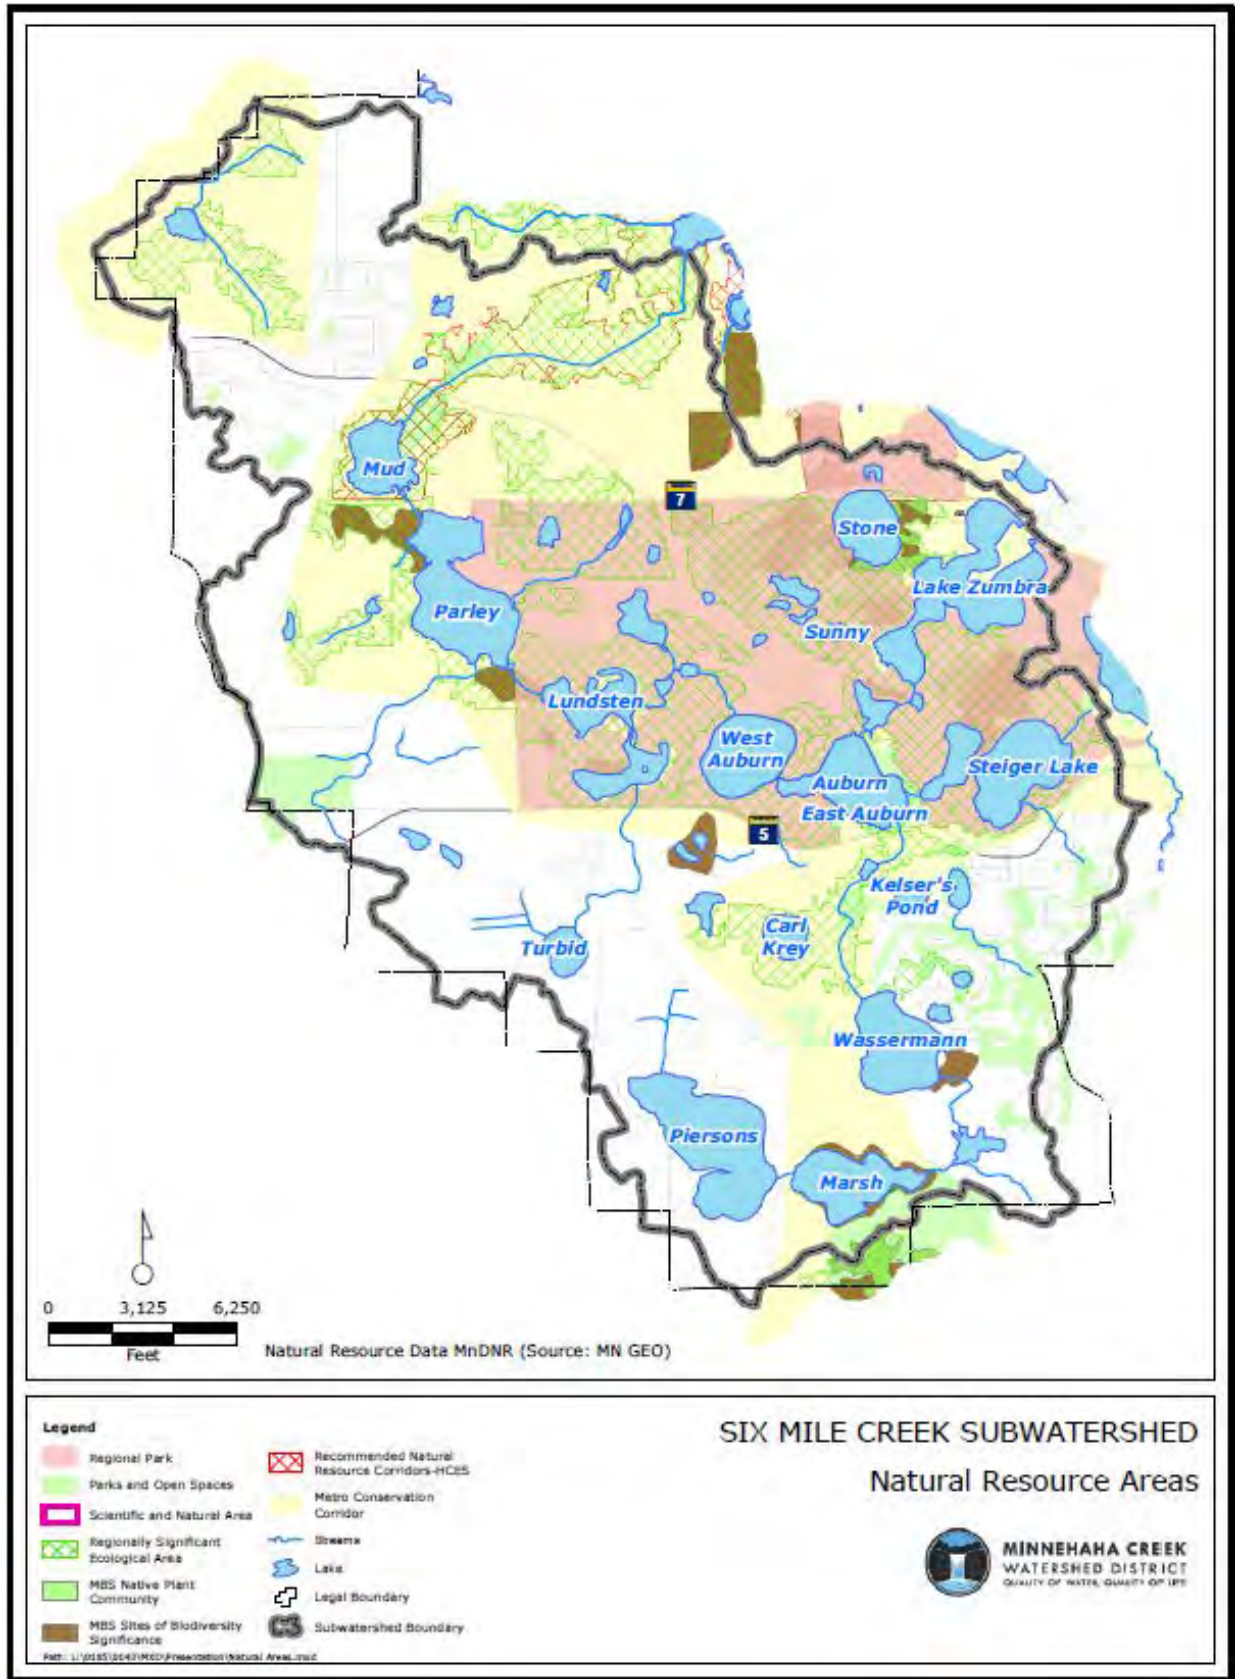 Mud
7
Stone
Lake Zumbra
Parley
Sunny
Lundsten
West
Auburn
Auburn
Steiger Lake
East Auburn
5
Kelser's
Pond
Carl
Krey
Turbid
Wassermann
Piersons
Marsh
0 3,125 6,250
Feet
Natural Resource Data MnDNR (Source: MN GEO)
Legend
Regional Park
Parks and Open Spaces
Scientific and Natural Area
Regionally Significant
Ecological Area
MBS Native Plant
Community
MBS Sites of Biodiversity
Significance
Recommended Natural
Resource Corridors-HCES
Metro Conservation
Corridor
Streams
Lake
Legal Boundary
Subwatershed Boundary
SIX MILE CREEK SUBWATERSHED
Natural Resource Areas
MINNEHAHA CREEK
WATERSHED DISTRICT
QUALITY OF WATER, QUALITY OF LIFE